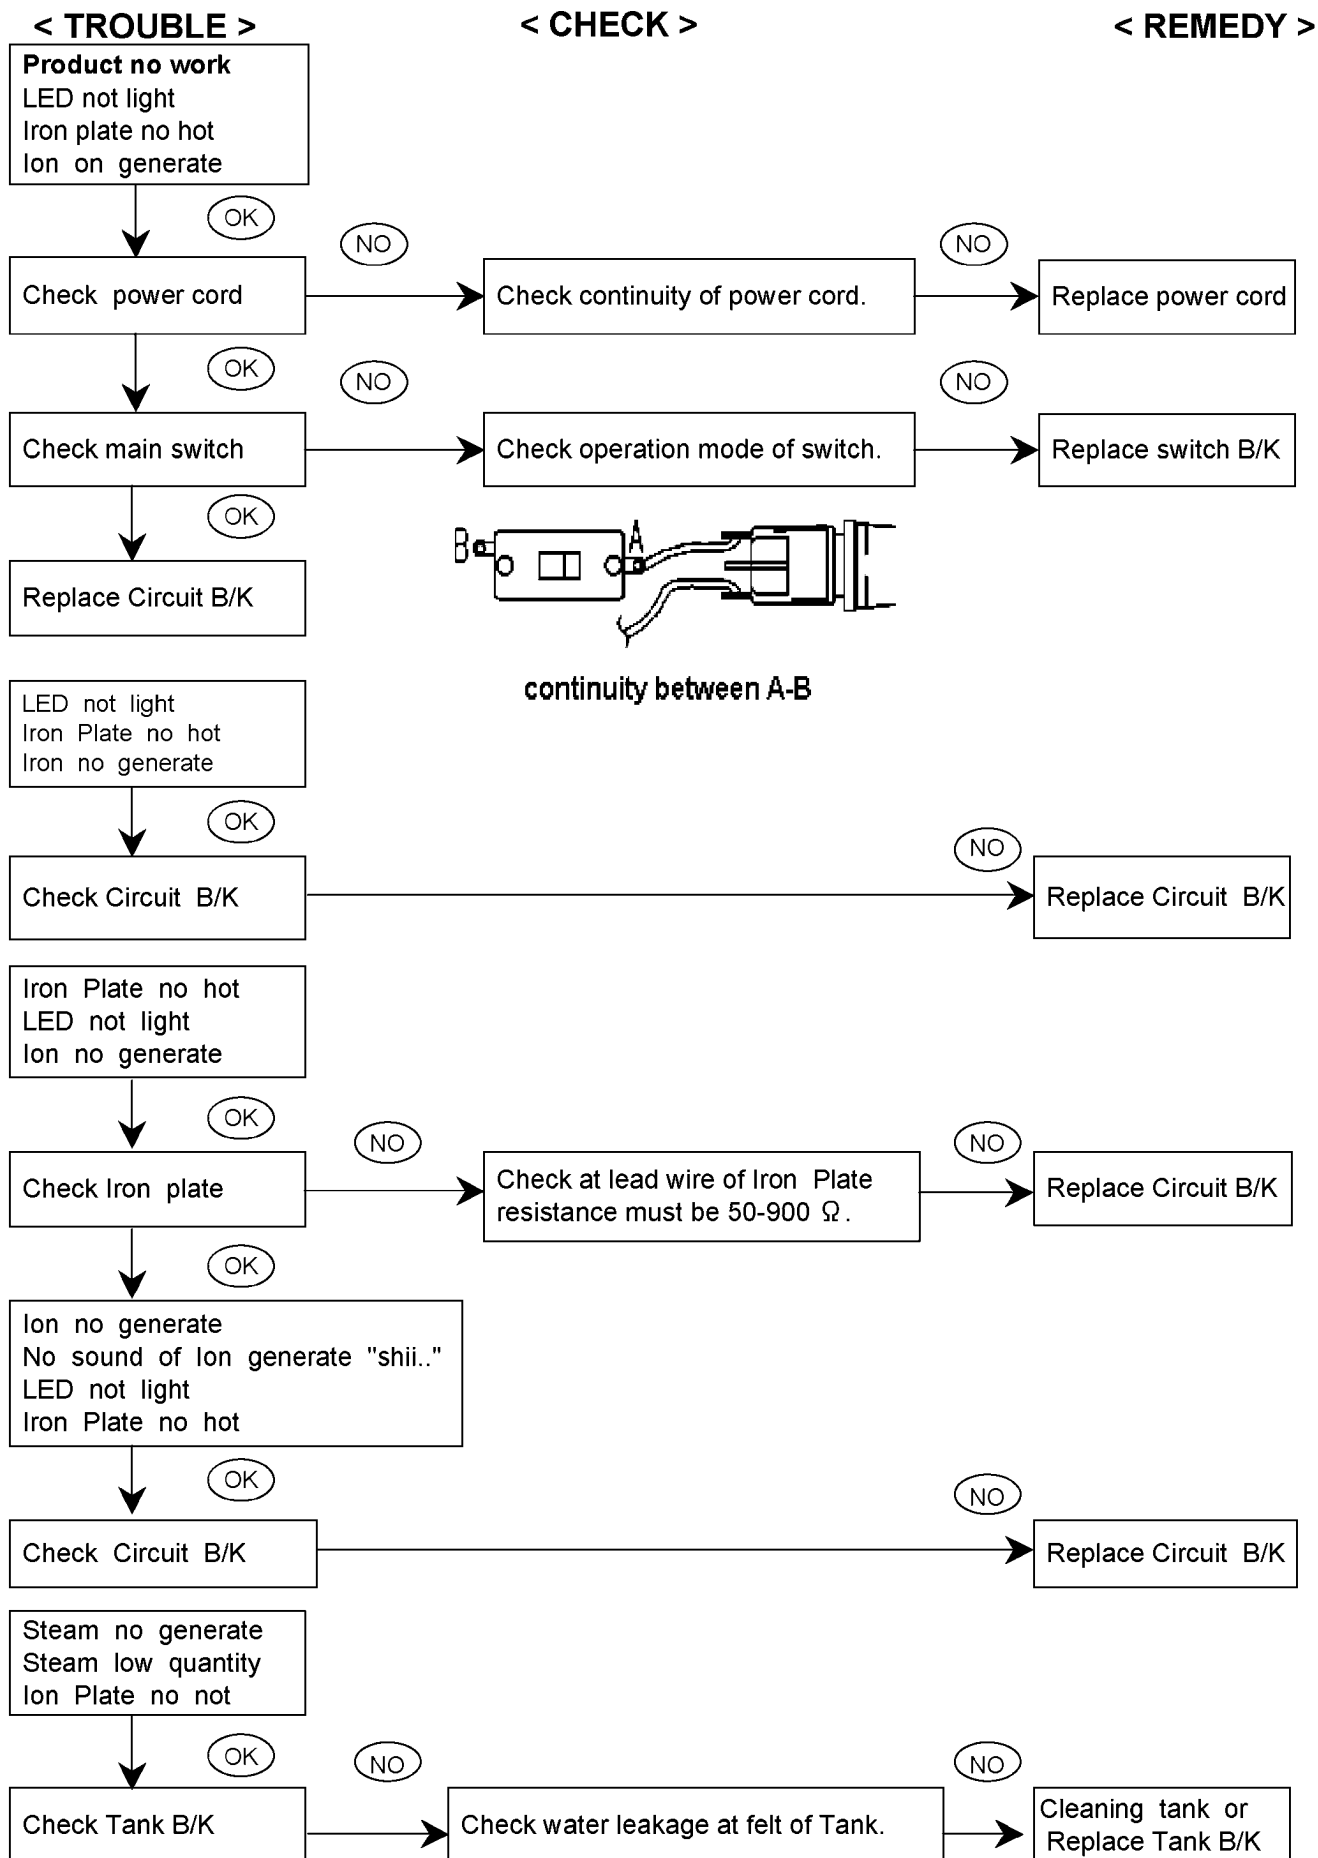 < TROUBLE >
< CHECK >
< REMEDY >
Product no work
LED not light
Iron plate no hot
Ion on generate
OK
NO
NO
Check power cord
Check continuity of power cord.
Replace power cord
OK
NO
NO
Check main switch
Check operation mode of switch.
Replace switch B/K
OK
B
A
Replace Circuit B/K
continuity between A-B
LED not light
Iron Plate no hot
Iron no generate
OK
NO
Check Circuit B/K
Replace Circuit B/K
Iron Plate no hot
LED not light
Ion no generate
OK
NO
NO
Check Iron plate
Check at lead wire of Iron Plate
resistance must be 50-900 Ω.
Replace Circuit B/K
OK
Ion no generate
No sound of Ion generate "shii.."
LED not light
Iron Plate no hot
OK
NO
Check Circuit B/K
Replace Circuit B/K
Steam no generate
Steam low quantity
Ion Plate no not
OK
NO
NO
Check Tank B/K
Check water leakage at felt of Tank.
Cleaning tank or
Replace Tank B/K